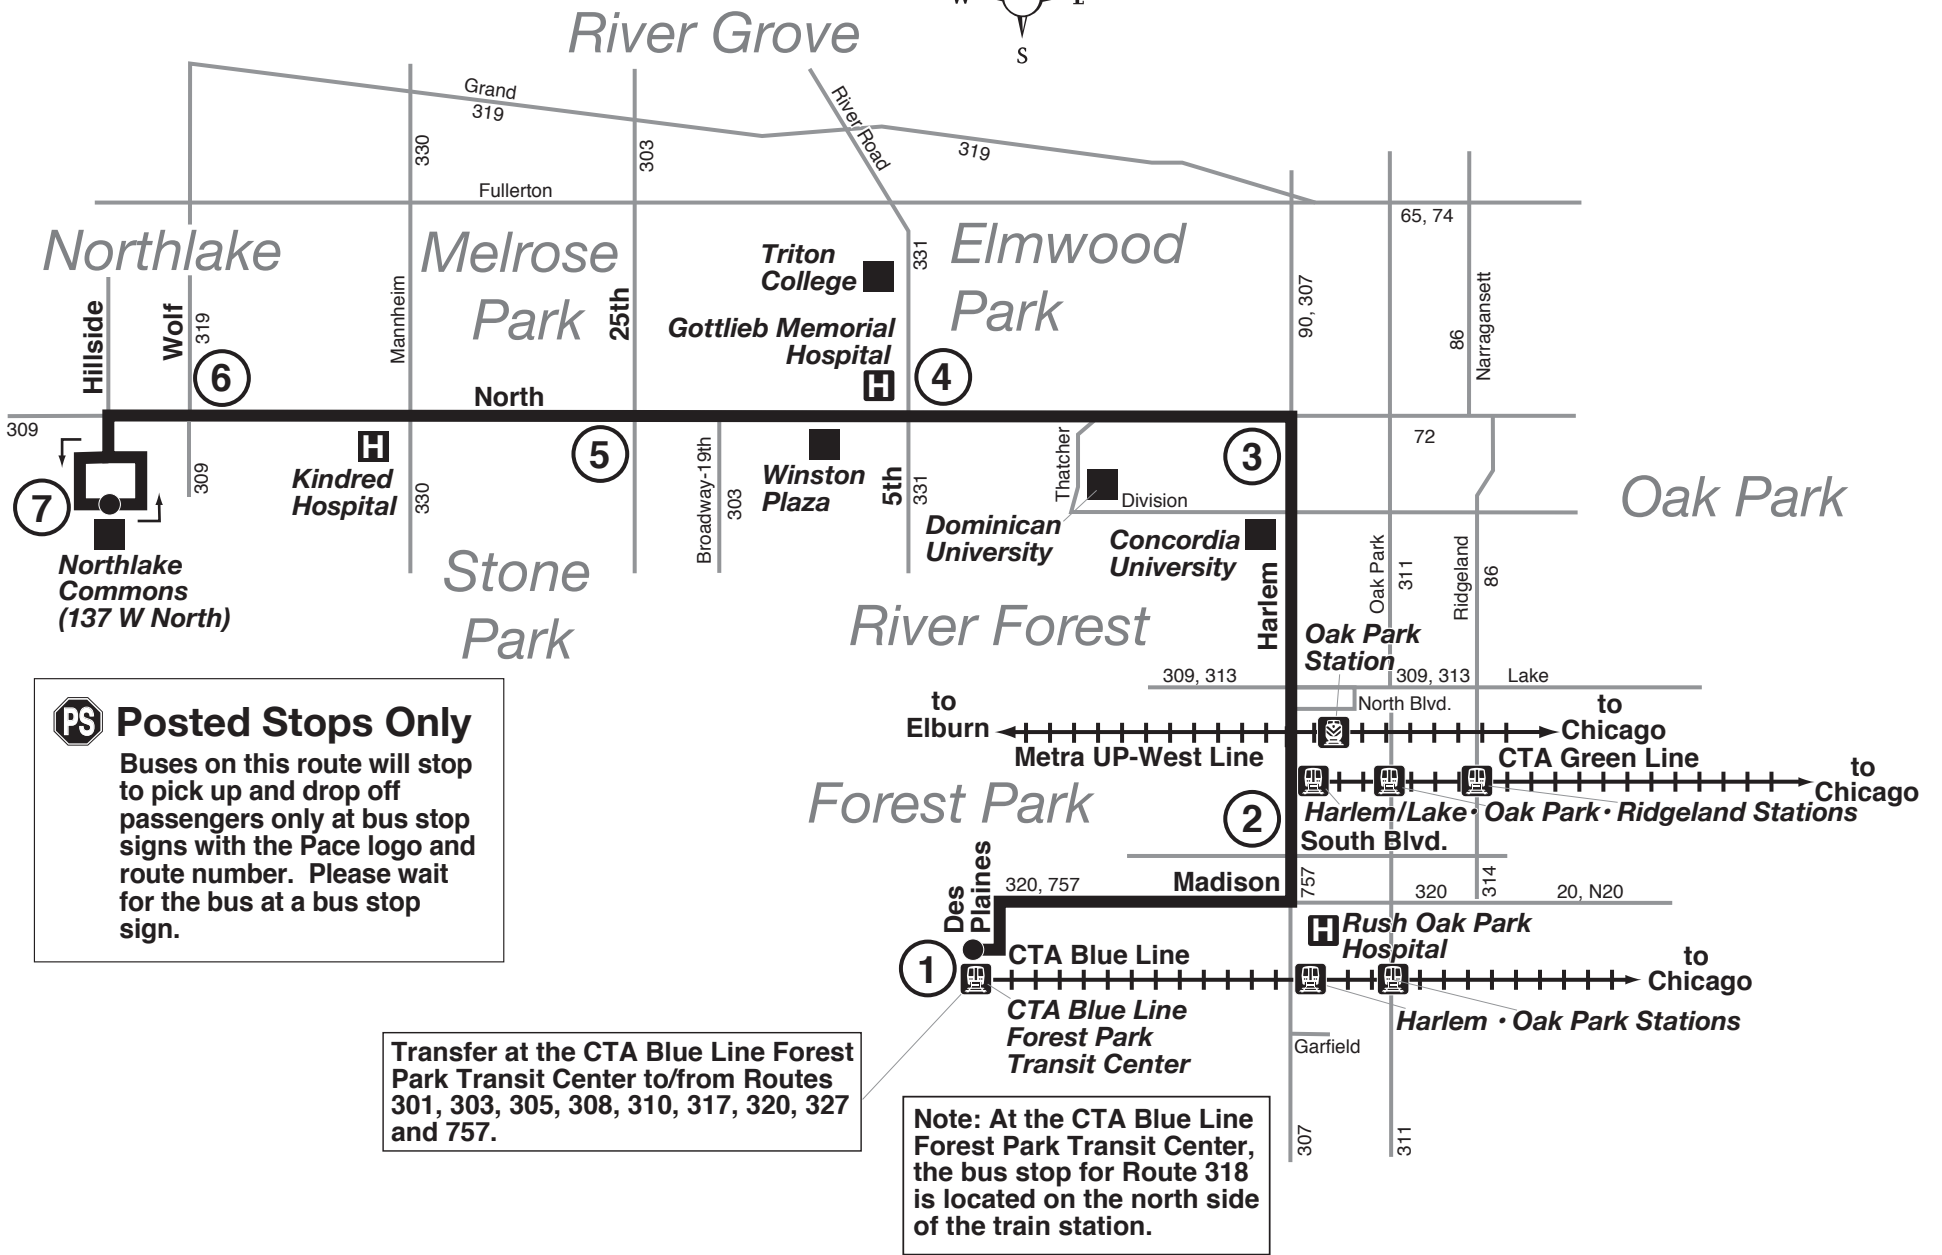 W E
S
River Grove
Grand
319
River Road
319
330
303
Fullerton
65, 74
Northlake
Melrose
Park
Elmwood
Park
Triton
College
331
Gottlieb Memorial
Hospital
H
Hillside
Wolf
319
Mannheim
25th
90, 307
86
Narragansett
6
4
North
309
72
7
309
H
Kindred
Hospital
330
5
Broadway-19th
303
Winston
Plaza
5th
331
Thatcher
3
Division
Dominican
University
Concordia
University
Oak Park
Northlake
Commons
(137 W North)
Stone
Park
River Forest
Harlem
Oak Park
311
Ridgeland
86
Oak Park
Station
309, 313
309, 313
Lake
North Blvd.
to
Elburn
to
Chicago
Metra UP-West Line
CTA Green Line
to
Chicago
Harlem/Lake • Oak Park • Ridgeland Stations
Forest Park
2
South Blvd.
PS Posted Stops Only
Buses on this route will stop
to pick up and drop off
passengers only at bus stop
signs with the Pace logo and
route number.  Please wait
for the bus at a bus stop
sign.
Des
Plaines
320, 757
Madison
757
320
314
20, N20
H
Rush Oak Park
Hospital
1
CTA Blue Line
to
Chicago
CTA Blue Line
Forest Park
Transit Center
Harlem • Oak Park Stations
Garfield
307
311
Transfer at the CTA Blue Line Forest
Park Transit Center to/from Routes
301, 303, 305, 308, 310, 317, 320, 327
and 757.
Note: At the CTA Blue Line
Forest Park Transit Center,
the bus stop for Route 318
is located on the north side
of the train station.